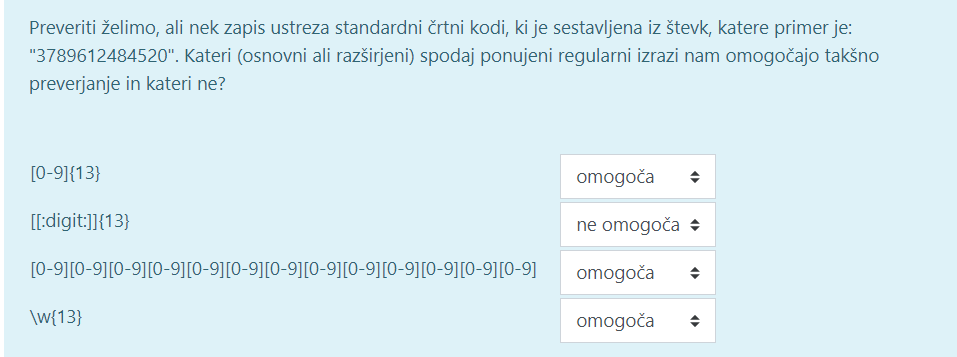 Preveriti želimo, ali nek zapis ustreza standardni črtni kodi, ki je sestavljena iz števk, katere primer je:
"3789612484520". Kateri (osnovni ali razširjeni) spodaj ponujeni regularni izrazi nam omogočajo takšno
preverjanje in kateri ne?
[0-9]{13} omogoča
[[:digit:]]{13} ne omogoča
[0-9][0-9][0-9][0-9][0-9][0-9][0-9][0-9][0-9][0-9][0-9][0-9][0-9] omogoča
\w{13} omogoča